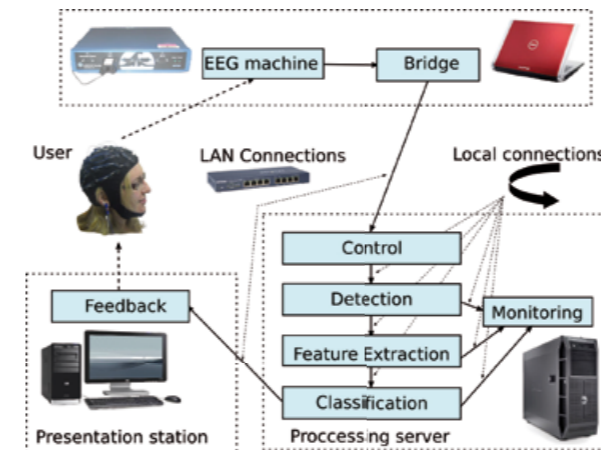 EEG machine
Bridge
User
LAN Connections
Local connections
Control
Detection
Feedback
Monitoring
Feature Extraction
Classification
Presentation station
Proccessing server